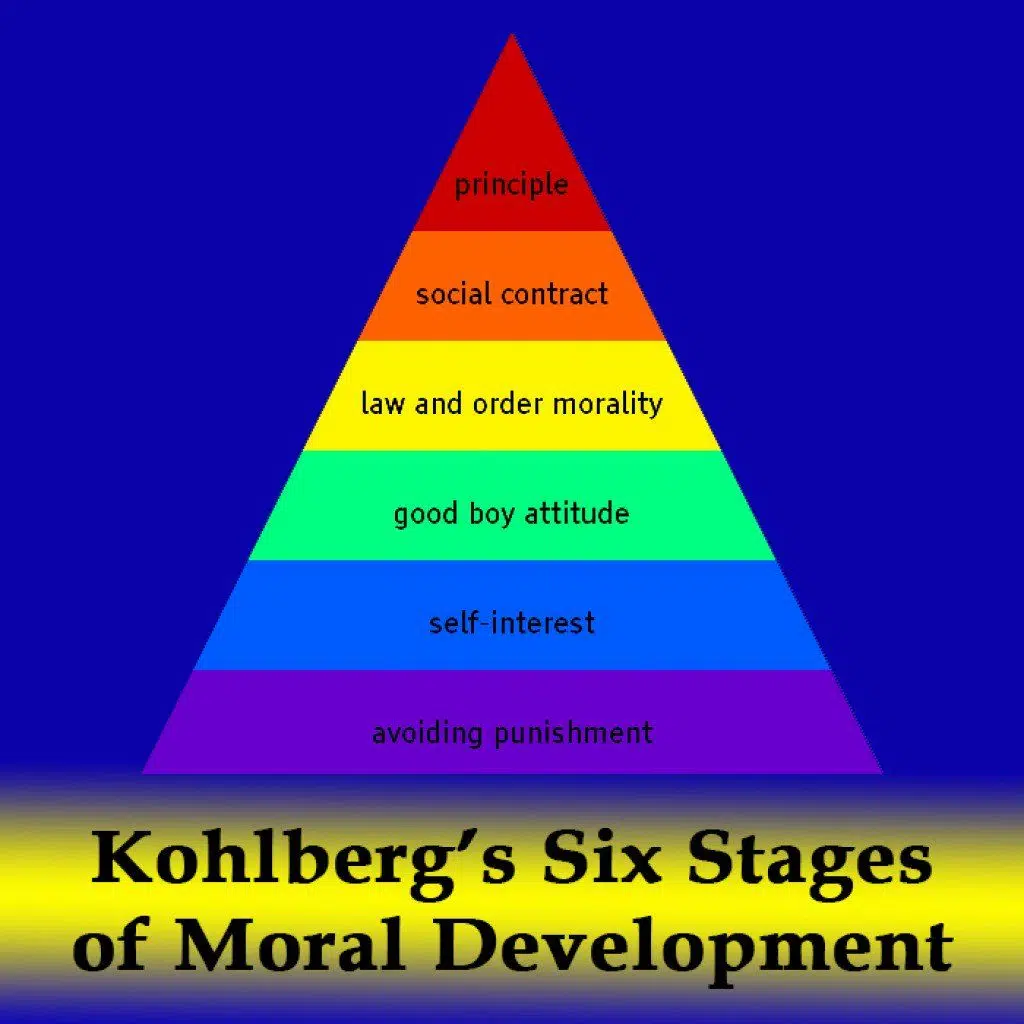 principle
social contract
law and order morality
good boy attitude
self-interest
avoiding punishment
Kohlberg’s Six Stages
of Moral Development